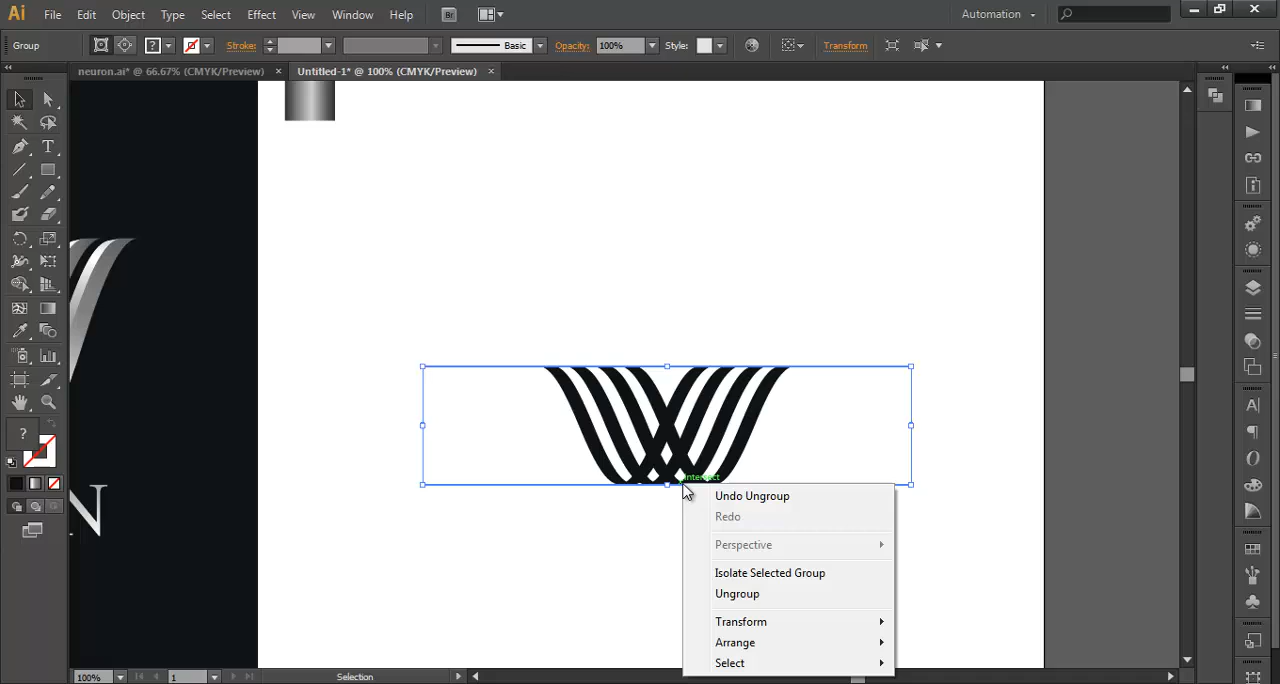 Ai File Edit Object Type Select Effect View Window Help Br Automation
Group ? Stroke: Basic Opacity: 100% Style: Transform
neuron.ai* @ 66.67% (CMYK/Preview) × Untitled-1* @ 100% (CMYK/Preview) ×
T
?
N
Intersect
Undo Ungroup
Redo
Perspective
Isolate Selected Group
Ungroup
Transform
Arrange
Select
100% 1 Selection